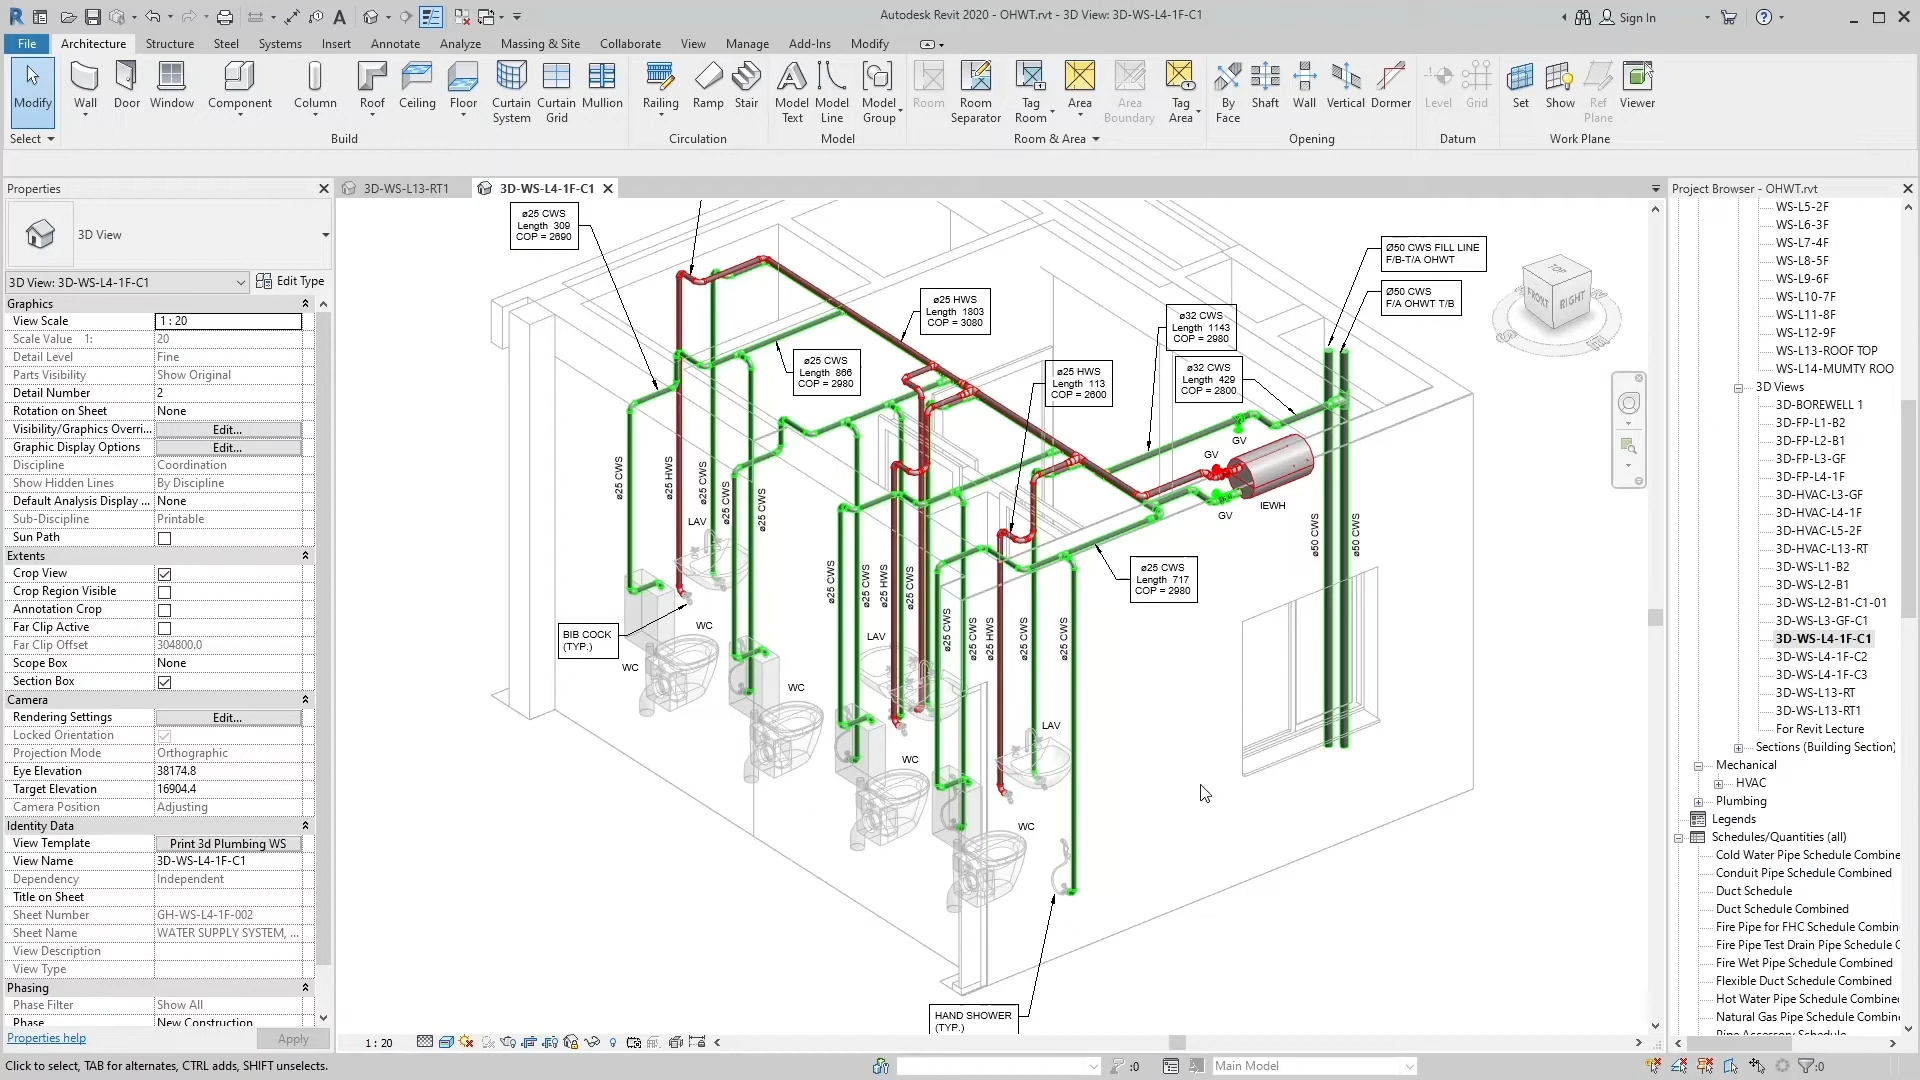 Autodesk Revit 2020 - OHWT.rvt - 3D View: 3D-WS-L4-1F-C1
Sign In
File
Architecture
Structure
Steel
Systems
Insert
Annotate
Analyze
Massing & Site
Collaborate
View
Manage
Add-Ins
Modify
Modify
Wall
Door
Window
Component
Column
Roof
Ceiling
Floor
Curtain System
Curtain Grid
Mullion
Railing
Ramp
Stair
Model Text
Model Line
Model Group
Room
Room Separator
Tag Room
Area
Area Boundary
Tag Area
By Face
Shaft
Wall
Vertical
Dormer
Level
Grid
Set
Show
Ref Plane
Viewer
Select
Build
Circulation
Model
Room & Area
Opening
Datum
Work Plane
Properties
3D View
3D View: 3D-WS-L4-1F-C1
Edit Type
Graphics
View Scale 1 : 20
Scale Value 1: 20
Detail Level Fine
Parts Visibility Show Original
Detail Number 2
Rotation on Sheet None
Visibility/Graphics Overri... Edit...
Graphic Display Options Edit...
Discipline Coordination
Show Hidden Lines By Discipline
Default Analysis Display ... None
Sub-Discipline Printable
Sun Path
Extents
Crop View
Crop Region Visible
Annotation Crop
Far Clip Active
Far Clip Offset 304800.0
Scope Box None
Section Box
Camera
Rendering Settings Edit...
Locked Orientation
Projection Mode Orthographic
Eye Elevation 38174.8
Target Elevation 16904.4
Camera Position Adjusting
Identity Data
View Template Print 3d Plumbing WS
View Name 3D-WS-L4-1F-C1
Dependency Independent
Title on Sheet
Sheet Number GH-WS-L4-1F-002
Sheet Name WATER SUPPLY SYSTEM, ...
View Description
View Type
Phasing
Phase Filter Show All
Phase New Construction
Properties help
Apply
3D-WS-L13-RT1
3D-WS-L4-1F-C1
ø25 CWS
Length 309
COP = 2690
ø25 HWS
Length 1803
COP = 3080
ø25 CWS
Length 866
COP = 2980
ø25 HWS
Length 113
COP = 2600
ø32 CWS
Length 1143
COP = 2980
ø32 CWS
Length 429
COP = 2800
Ø50 CWS FILL LINE
F/B-T/A OHWT
Ø50 CWS
F/A OHWT T/B
TOP
FRONT
RIGHT
GV
GV
GV
IEWH
ø25 CWS
Length 717
COP = 2980
ø25 CWS
ø25 HWS
ø25 CWS
ø25 CWS
ø25 CWS
ø25 CWS
ø25 CWS
ø25 HWS
ø25 CWS
ø25 CWS
ø25 CWS
ø25 HWS
ø25 CWS
ø25 CWS
ø50 CWS
ø50 CWS
LAV
BIB COCK
(TYP.)
WC
WC
WC
LAV
WC
LAV
WC
HAND SHOWER
(TYP.)
1 : 20
Project Browser - OHWT.rvt
WS-L5-2F
WS-L6-3F
WS-L7-4F
WS-L8-5F
WS-L9-6F
WS-L10-7F
WS-L11-8F
WS-L12-9F
WS-L13-ROOF TOP
WS-L14-MUMTY ROO
3D Views
3D-BOREWELL 1
3D-FP-L1-B2
3D-FP-L2-B1
3D-FP-L3-GF
3D-FP-L4-1F
3D-HVAC-L3-GF
3D-HVAC-L4-1F
3D-HVAC-L5-2F
3D-HVAC-L13-RT
3D-WS-L1-B2
3D-WS-L2-B1
3D-WS-L2-B1-C1-01
3D-WS-L3-GF-C1
3D-WS-L4-1F-C1
3D-WS-L4-1F-C2
3D-WS-L4-1F-C3
3D-WS-L13-RT
3D-WS-L13-RT1
For Revit Lecture
Sections (Building Section)
Mechanical
HVAC
Plumbing
Legends
Schedules/Quantities (all)
Cold Water Pipe Schedule Combine
Conduit Pipe Schedule Combined
Duct Schedule
Duct Schedule Combined
Fire Pipe for FHC Schedule Combin
Fire Pipe Test Drain Pipe Schedule C
Fire Wet Pipe Schedule Combined
Flexible Duct Schedule Combined
Hot Water Pipe Schedule Combine
Natural Gas Pipe Schedule Combin
Click to select, TAB for alternates, CTRL adds, SHIFT unselects.
:0
Main Model
:0